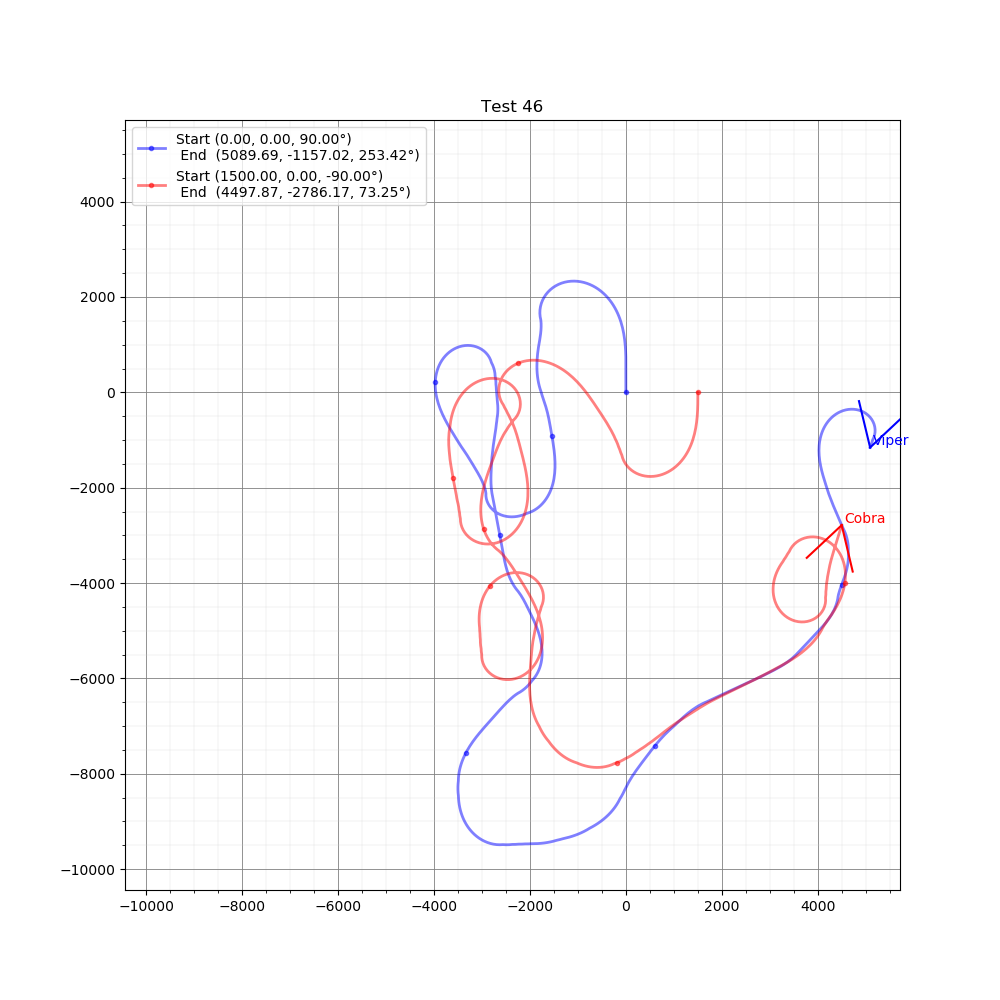 Test 46
Start (0.00, 0.00, 90.00°)
End (5089.69, -1157.02, 253.42°)
Start (1500.00, 0.00, -90.00°)
End (4497.87, -2786.17, 73.25°)
4000
2000
0
−2000
−4000
−6000
−8000
−10000
Viper
Cobra
−10000 −8000 −6000 −4000 −2000 0 2000 4000